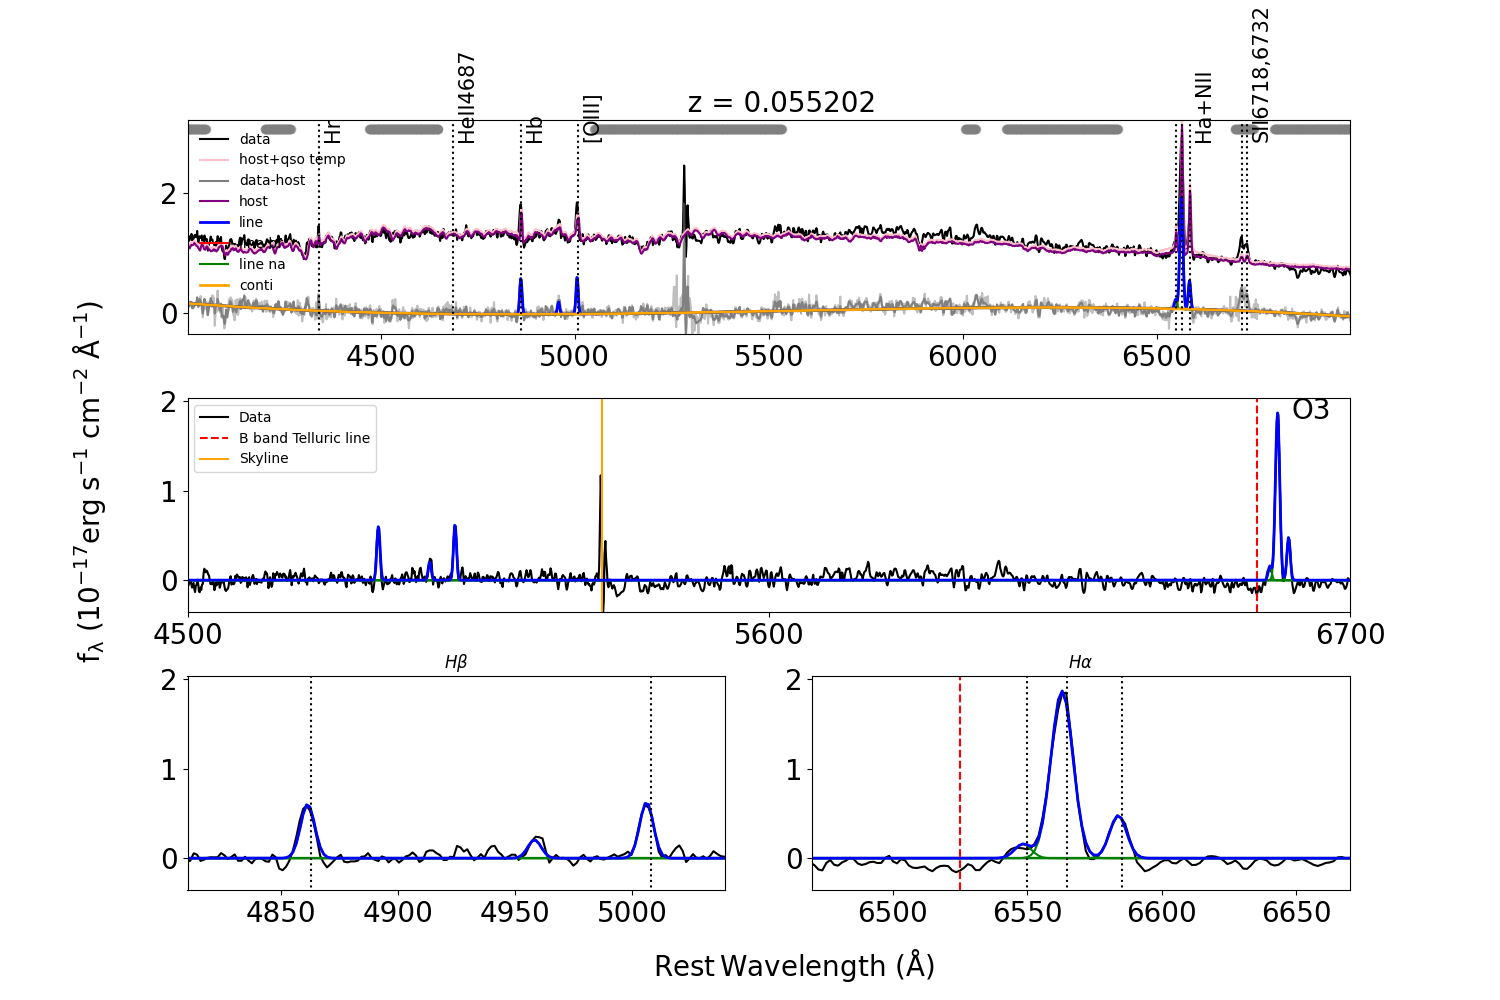 z = 0.055202
Hr
HeII4687
Hb
[OIII]
Ha+NII
SII6718,6732
data
host+qso temp
data-host
host
line
line na
conti
2
0
4500
5000
5500
6000
6500
f_λ (10^{-17} erg s^{-1} cm^{-2} Å^{-1})
Data
B band Telluric line
Skyline
O3
2
1
0
4500
5600
6700
Hβ
2
1
0
4850
4900
4950
5000
Hα
2
1
0
6500
6550
6600
6650
Rest Wavelength (Å)